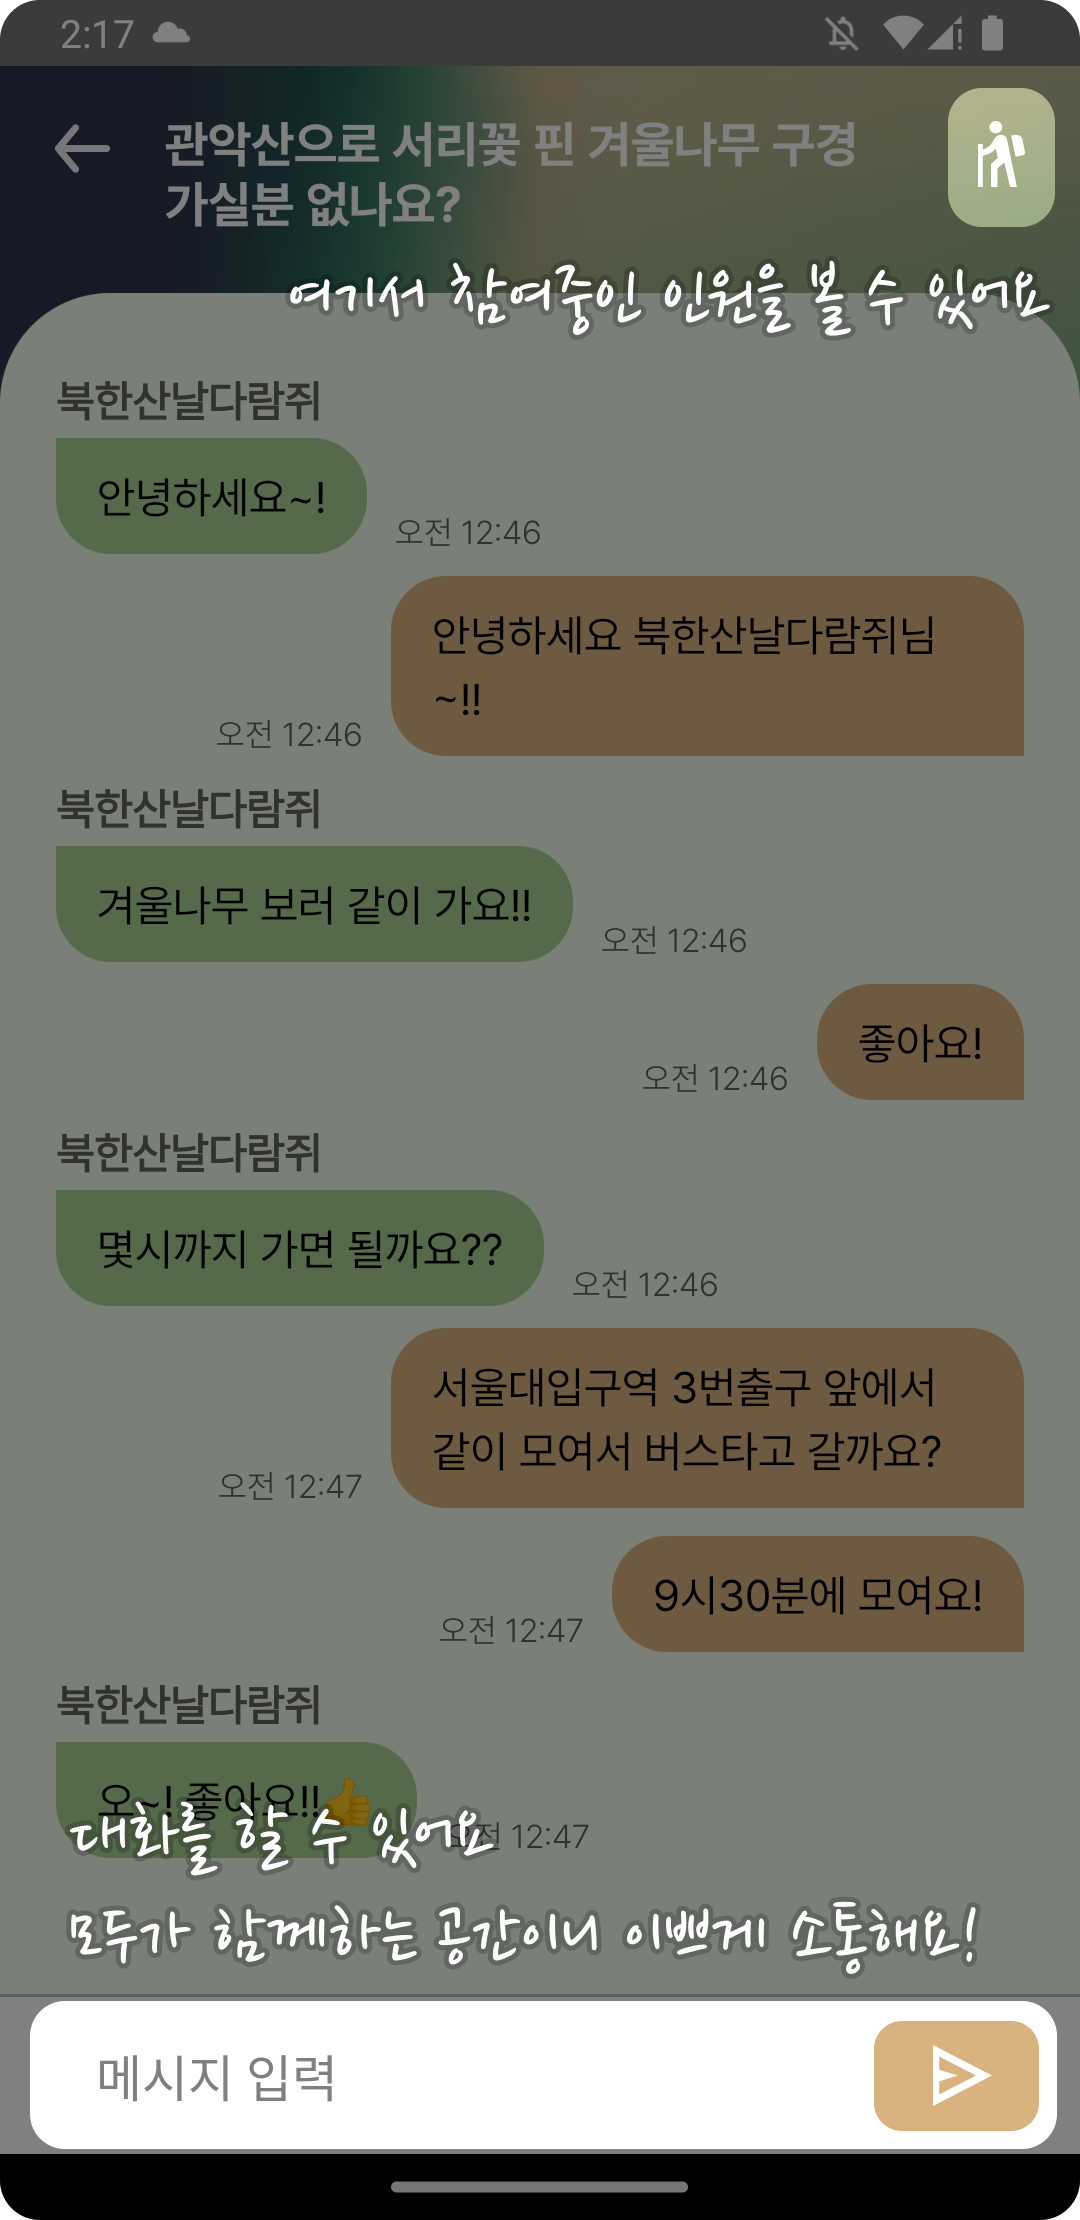 2:17
관악산으로 서리꽃 핀 겨울나무 구경
가실분 없나요?
여기서 참여중인 인원을 볼 수 있어요
북한산날다람쥐
안녕하세요~!
오전 12:46
안녕하세요 북한산날다람쥐님
~!!
오전 12:46
북한산날다람쥐
겨울나무 보러 같이 가요!!
오전 12:46
좋아요!
오전 12:46
북한산날다람쥐
몇시까지 가면 될까요??
오전 12:46
서울대입구역 3번출구 앞에서
같이 모여서 버스타고 갈까요?
오전 12:47
9시30분에 모여요!
오전 12:47
북한산날다람쥐
오~! 좋아요!!👍
오전 12:47
대화를 할 수 있어요
모두가 함께하는 공간이니 이쁘게 소통해요!
메시지 입력